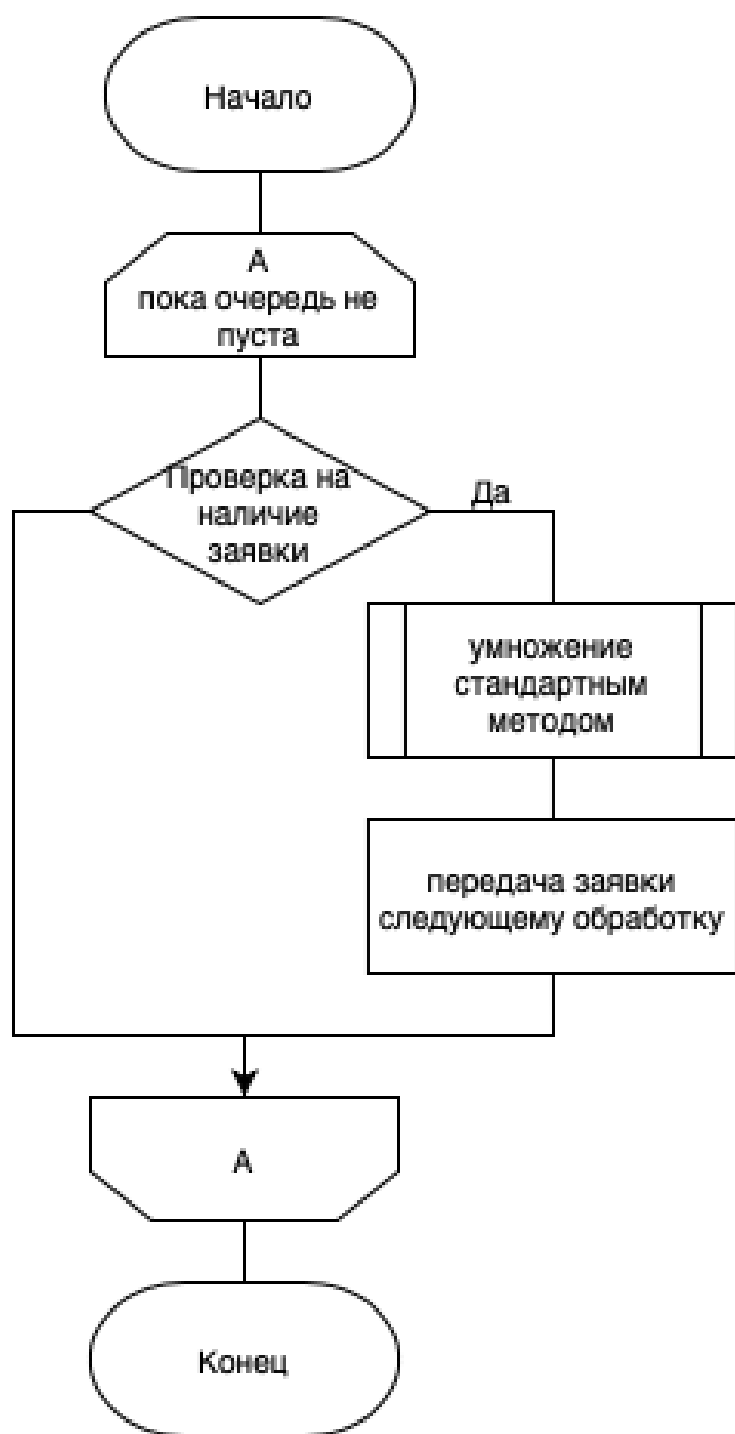 Начало
А
пока очередь не
пуста
Проверка на
наличие
заявки
Да
умножение
стандартным
методом
передача заявки
следующему обработку
А
Конец